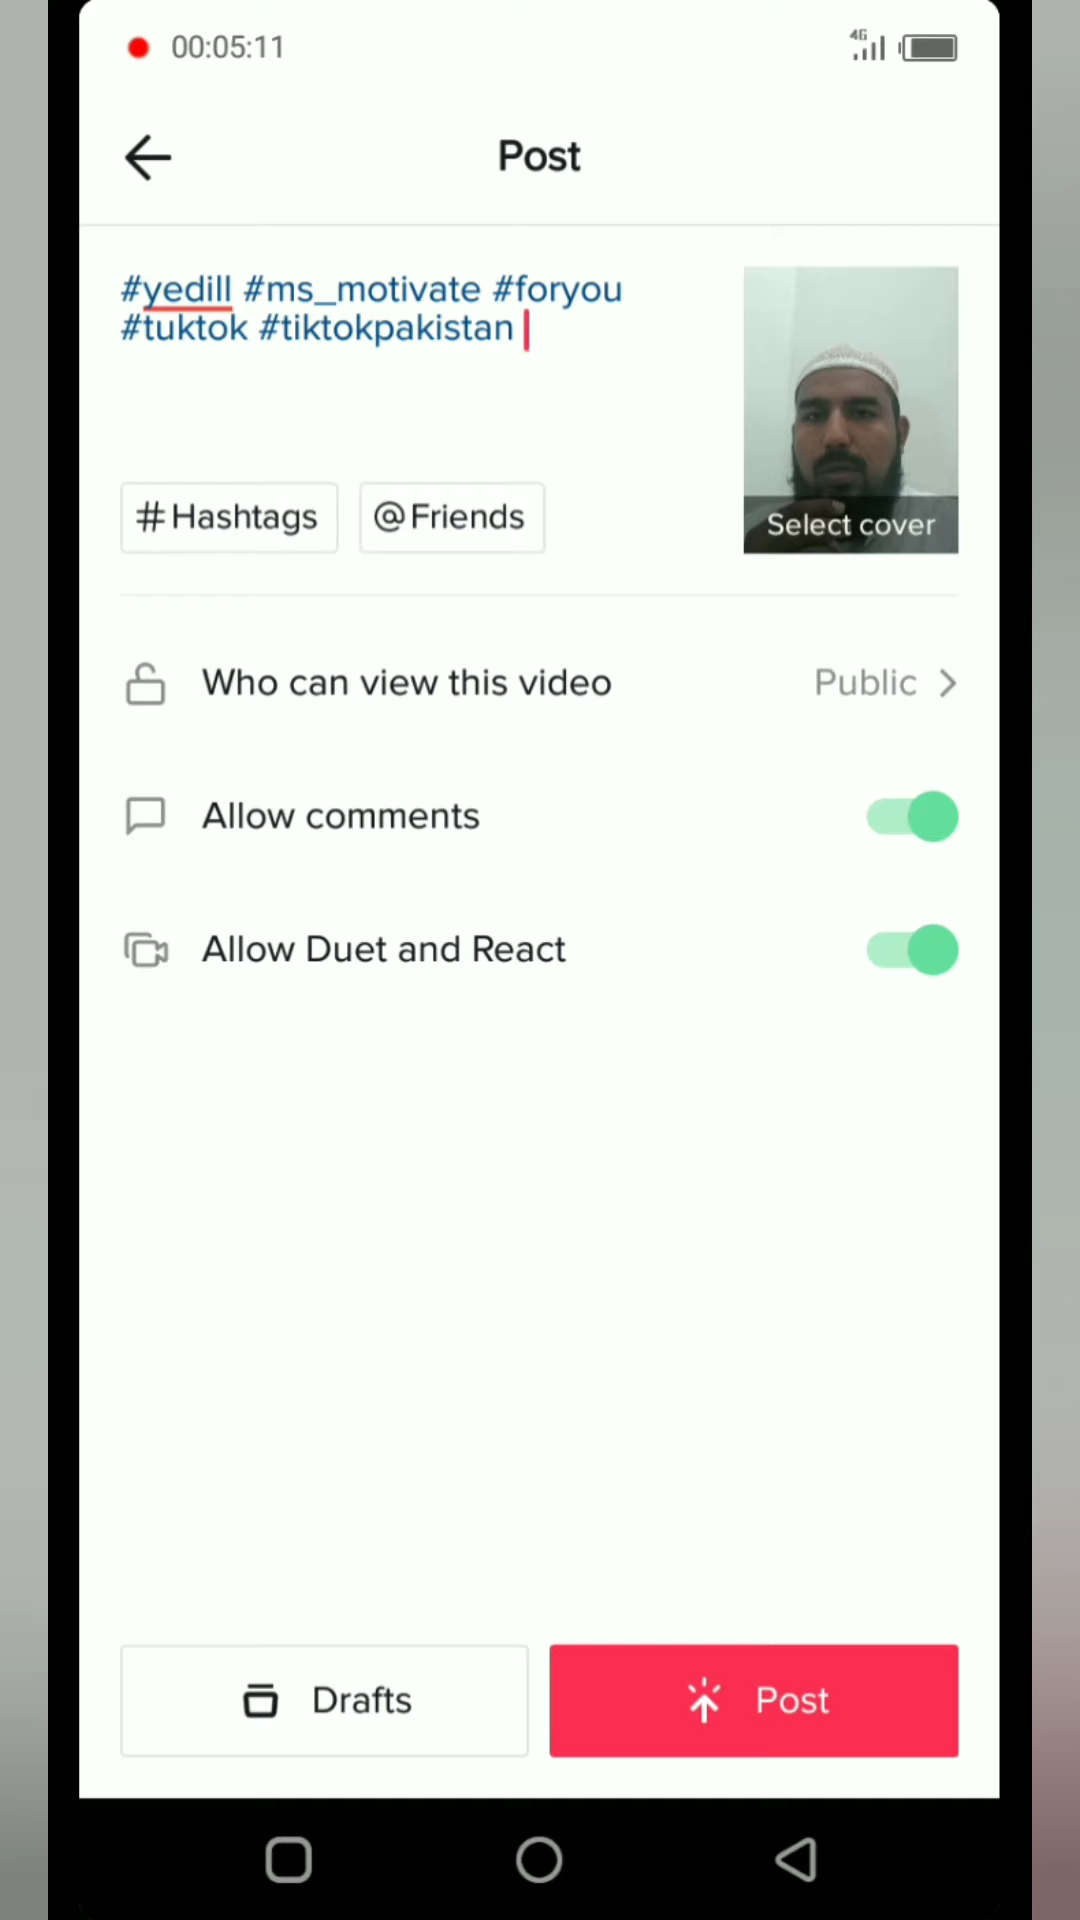 00:05:11
4G
Post
#yedill #ms_motivate #foryou
#tuktok #tiktokpakistan
#Hashtags @Friends
Select cover
Who can view this video Public
Allow comments
Allow Duet and React
Drafts Post